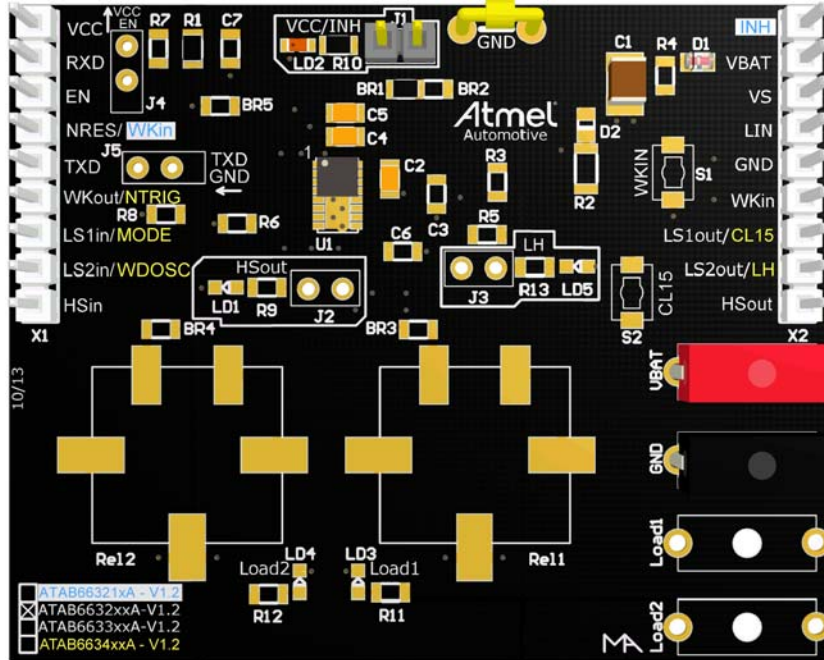 VCC
EN
VCC
R7
R1
C7
VCC/INH
J1
LD2
R10
GND
C1
R4
D1
INH
RXD
VBAT
EN
J4
BR1
BR2
VS
BR5
C5
Atmel
Automotive
NRES/WKin
C4
D2
LIN
J5
TXD
TXD
GND
1
C2
R3
WKIN
S1
GND
WKout/NTRIG
R2
WKin
R8
R6
U1
C3
R5
LS1in/MODE
C6
LH
LS1out/CL15
LS2in/WDOSC
HSout
J3
R13
LD5
CL15
LS2out/LH
HSin
LD1
R9
J2
HSout
X1
BR4
BR3
S2
X2
10/13
VBAT
GND
Rel2
LD4
LD3
Rel1
Load2
Load1
Load1
R12
R11
ATAB66321xA - V1.2
ATAB6632xxA-V1.2
ATAB6633xxA-V1.2
ATAB6634xxA - V1.2
MA
Load2